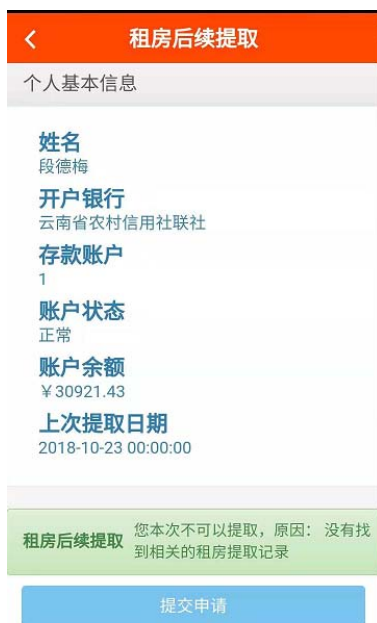 租房后续提取
个人基本信息
姓名
段德梅
开户银行
云南省农村信用社联社
存款账户
1
账户状态
正常
账户余额
￥30921.43
上次提取日期
2018-10-23 00:00:00
租房后续提取
您本次不可以提取，原因： 没有找
到相关的租房提取记录
提交申请